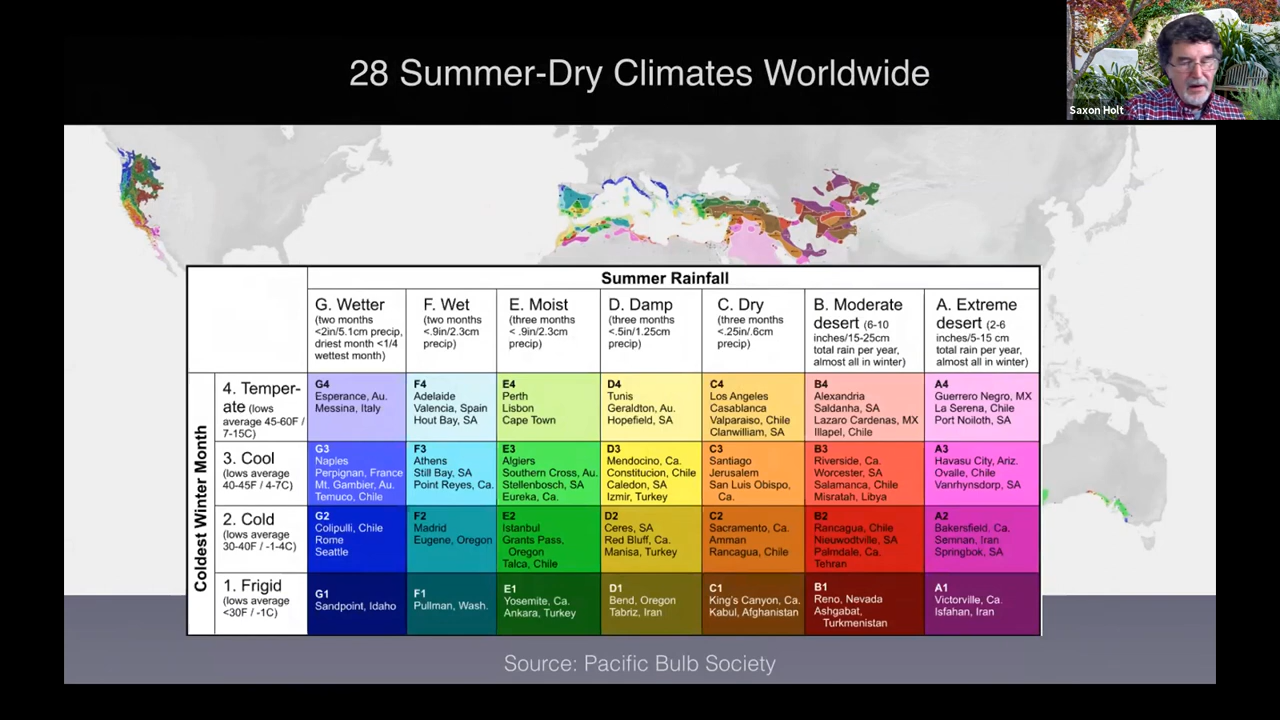 28 Summer-Dry Climates Worldwide
Saxon Holt
Summer Rainfall
G. Wetter
(two months
<2in/5.1cm precip,
driest month <1/4
wettest month)
F. Wet
(two months
<.9in/2.3cm
precip)
E. Moist
(three months
< .9in/2.3cm
precip)
D. Damp
(three months
<.5in/1.25cm
precip)
C. Dry
(three months
<.25in/.6cm
precip)
B. Moderate
desert (6-10
inches/15-25cm
total rain per year,
almost all in winter)
A. Extreme
desert (2-6
inches/5-15 cm
total rain per year,
almost all in winter)
Coldest Winter Month
4. Temper-
ate (lows
average 45-60F /
7-15C)
G4
Esperance, Au.
Messina, Italy
F4
Adelaide
Valencia, Spain
Hout Bay, SA
E4
Perth
Lisbon
Cape Town
D4
Tunis
Geraldton, Au.
Hopefield, SA
C4
Los Angeles
Casablanca
Valparaiso, Chile
Clanwilliam, SA
B4
Alexandria
Saldanha, SA
Lazaro Cardenas, MX
Illapel, Chile
A4
Guerrero Negro, MX
La Serena, Chile
Port Noiloth, SA
3. Cool
(lows average
40-45F / 4-7C)
G3
Naples
Perpignan, France
Mt. Gambier, Au.
Temuco, Chile
F3
Athens
Still Bay, SA
Point Reyes, Ca.
E3
Algiers
Southern Cross, Au.
Stellenbosch, SA
Eureka, Ca.
D3
Mendocino, Ca.
Constitucion, Chile
Caledon, SA
Izmir, Turkey
C3
Santiago
Jerusalem
San Luis Obispo,
Ca.
B3
Riverside, Ca.
Worcester, SA
Salamanca, Chile
Misratah, Libya
A3
Havasu City, Ariz.
Ovalle, Chile
Vanrhynsdorp, SA
2. Cold
(lows average
30-40F / -1-4C)
G2
Colipulli, Chile
Rome
Seattle
F2
Madrid
Eugene, Oregon
E2
Istanbul
Grants Pass,
Oregon
Talca, Chile
D2
Ceres, SA
Red Bluff, Ca.
Manisa, Turkey
C2
Sacramento, Ca.
Amman
Rancagua, Chile
B2
Rancagua, Chile
Nieuwodtville, SA
Palmdale, Ca.
Tehran
A2
Bakersfield, Ca.
Semnan, Iran
Springbok, SA
1. Frigid
(lows average
<30F / -1C)
G1
Sandpoint, Idaho
F1
Pullman, Wash.
E1
Yosemite, Ca.
Ankara, Turkey
D1
Bend, Oregon
Tabriz, Iran
C1
King's Canyon, Ca.
Kabul, Afghanistan
B1
Reno, Nevada
Ashgabat,
Turkmenistan
A1
Victorville, Ca.
Isfahan, Iran
Source: Pacific Bulb Society